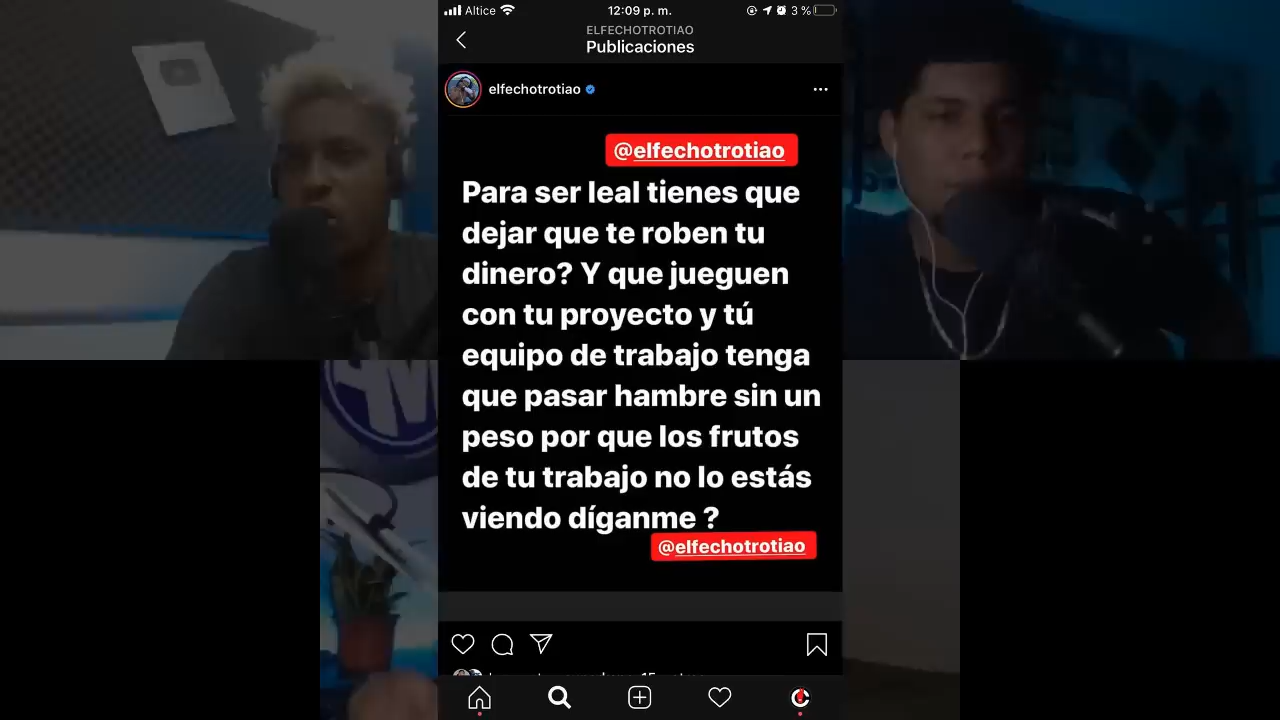 Altice
12:09 p. m.
3 %
ELFECHOTROTIAO
Publicaciones
elfechotrotiao
@elfechotrotiao
Para ser leal tienes que
dejar que te roben tu
dinero? Y que jueguen
con tu proyecto y tú
equipo de trabajo tenga
que pasar hambre sin un
peso por que los frutos
de tu trabajo no lo estás
viendo díganme ?
@elfechotrotiao